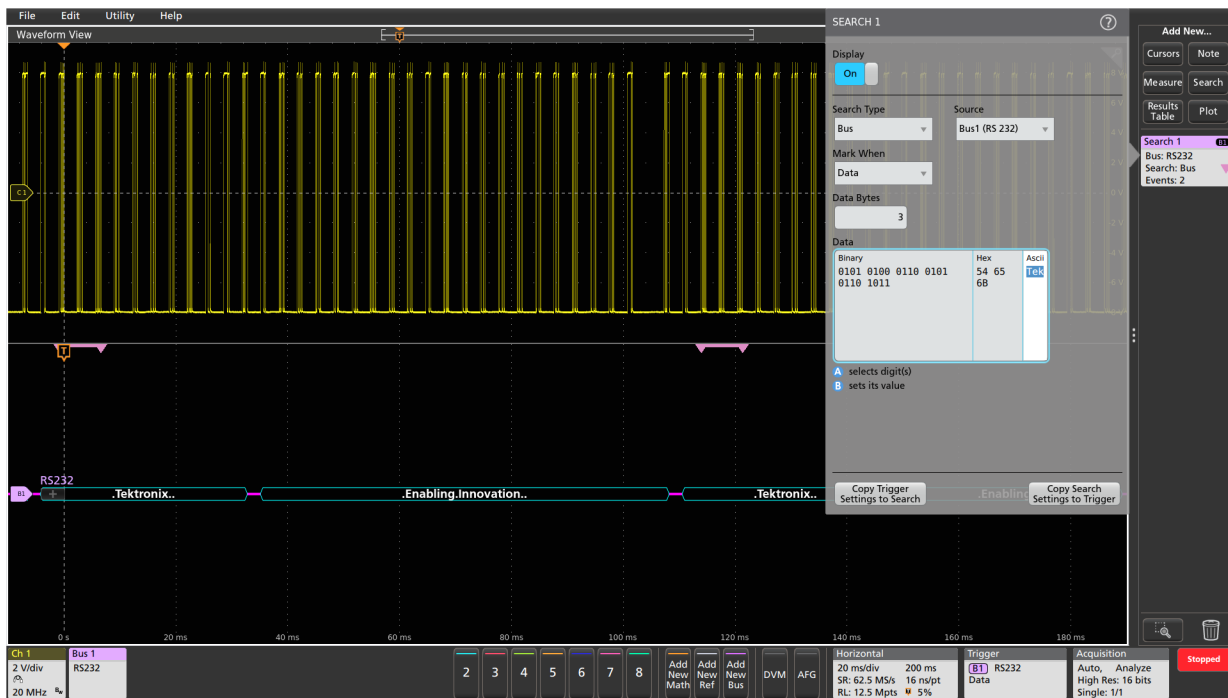 File Edit Utility Help
Waveform View
T
C1
T
RS232
B1
.Tektronix..
.Enabling.Innovation..
.Tektronix..
.Enabling
0 s
20 ms
40 ms
60 ms
80 ms
100 ms
120 ms
140 ms
160 ms
180 ms
SEARCH 1
?
Display
On
Search Type
Source
Bus
Bus1 (RS 232)
Mark When
Data
Data Bytes
3
Data
Binary
Hex
Ascii
0101 0100 0110 0101
54 65
Tek
0110 1011
6B
A selects digit(s)
B sets its value
Copy Trigger
Settings to Search
Copy Search
Settings to Trigger
Add New...
Cursors
Note
Measure
Search
Results
Table
Plot
Search 1
B1
Bus: RS232
Search: Bus
Events: 2
Ch 1
2 V/div
20 MHz
Bw
Bus 1
RS232
2
3
4
5
6
7
8
Add
New
Math
Add
New
Ref
Add
New
Bus
DVM
AFG
Horizontal
20 ms/div 200 ms
SR: 62.5 MS/s 16 ns/pt
RL: 12.5 Mpts 5%
Trigger
B1 RS232
Data
Acquisition
Auto, Analyze
High Res: 16 bits
Single: 1/1
Stopped